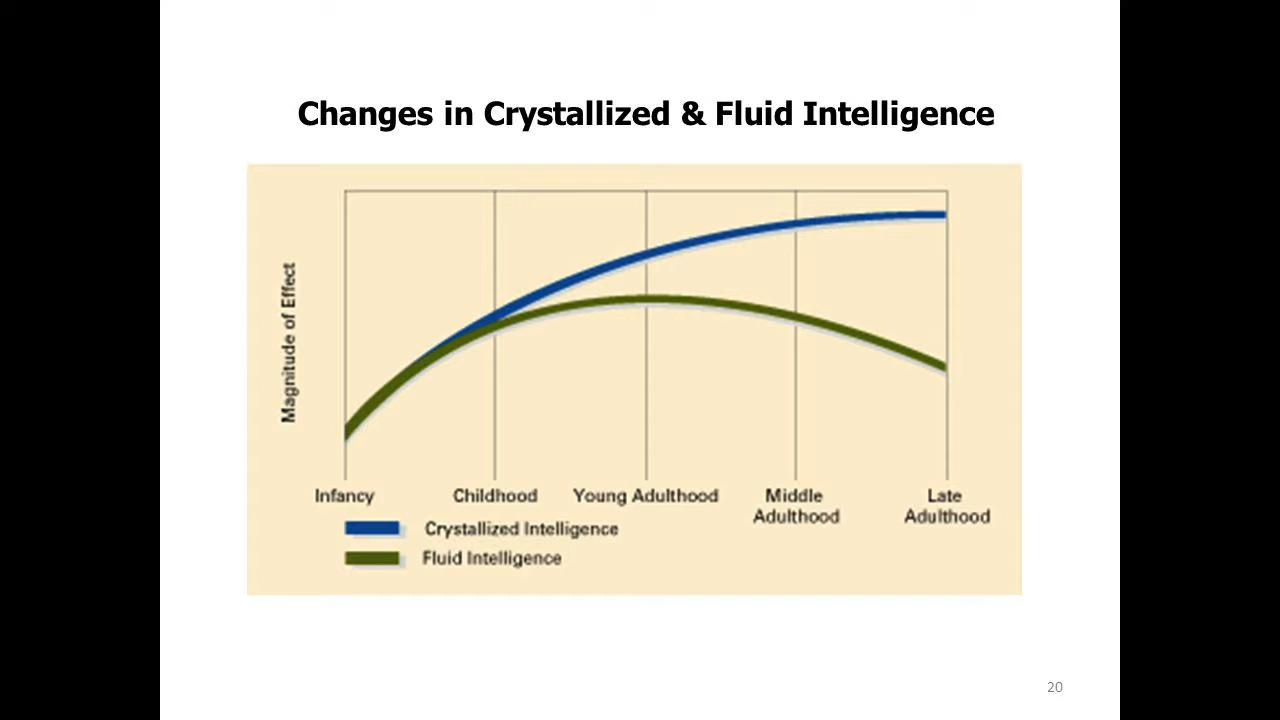 Changes in Crystallized & Fluid Intelligence
Magnitude of Effect
Infancy
Childhood
Young Adulthood
Middle
Adulthood
Late
Adulthood
Crystallized Intelligence
Fluid Intelligence
20